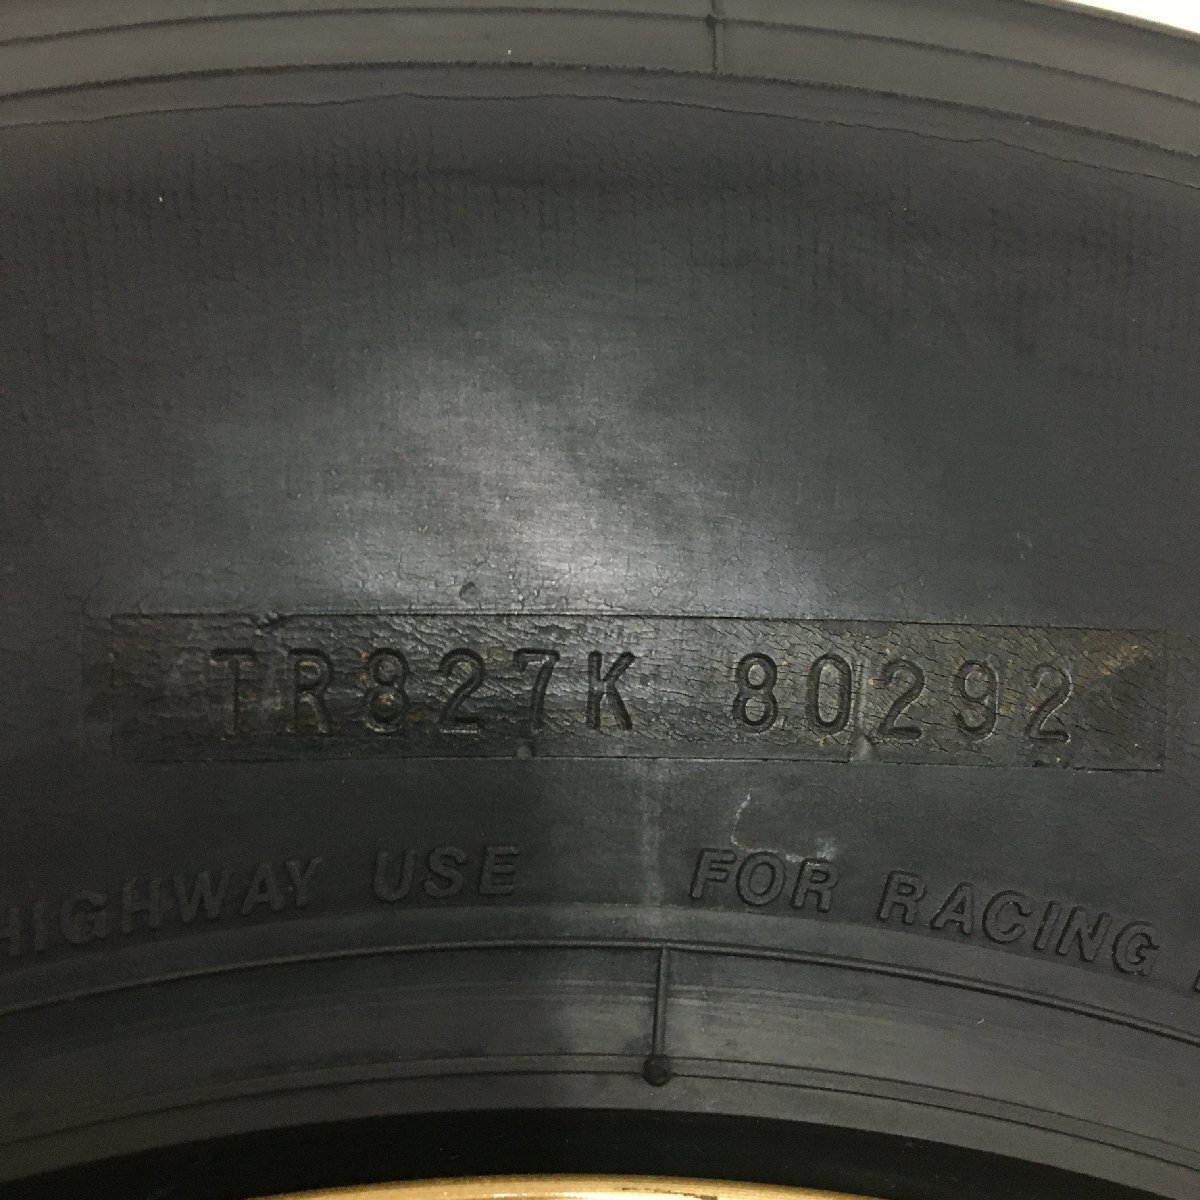 TR827K 80292
HIGHWAY USE FOR RACING